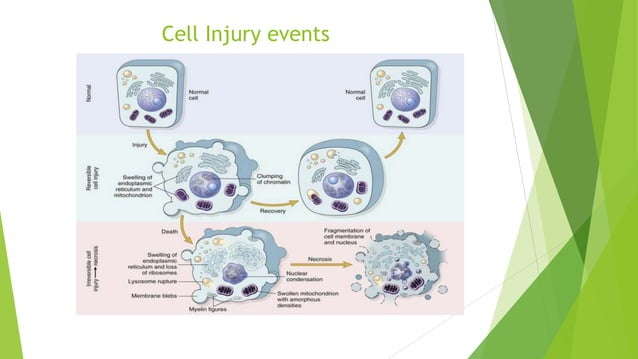 Cell Injury events
Normal
Normal
cell
Normal
cell
Injury
Reversible
cell injury
Swelling of
endoplasmic
reticulum and
mitochondrion
Clumping
of chromatin
Recovery
Death
Irreversible cell
injury → necrosis
Swelling of
endoplasmic
reticulum and loss
of ribosomes
Lysosome rupture
Membrane blebs
Myelin figures
Nuclear
condensation
Swollen mitochondrion
with amorphous
densities
Necrosis
Fragmentation of
cell membrane
and nucleus